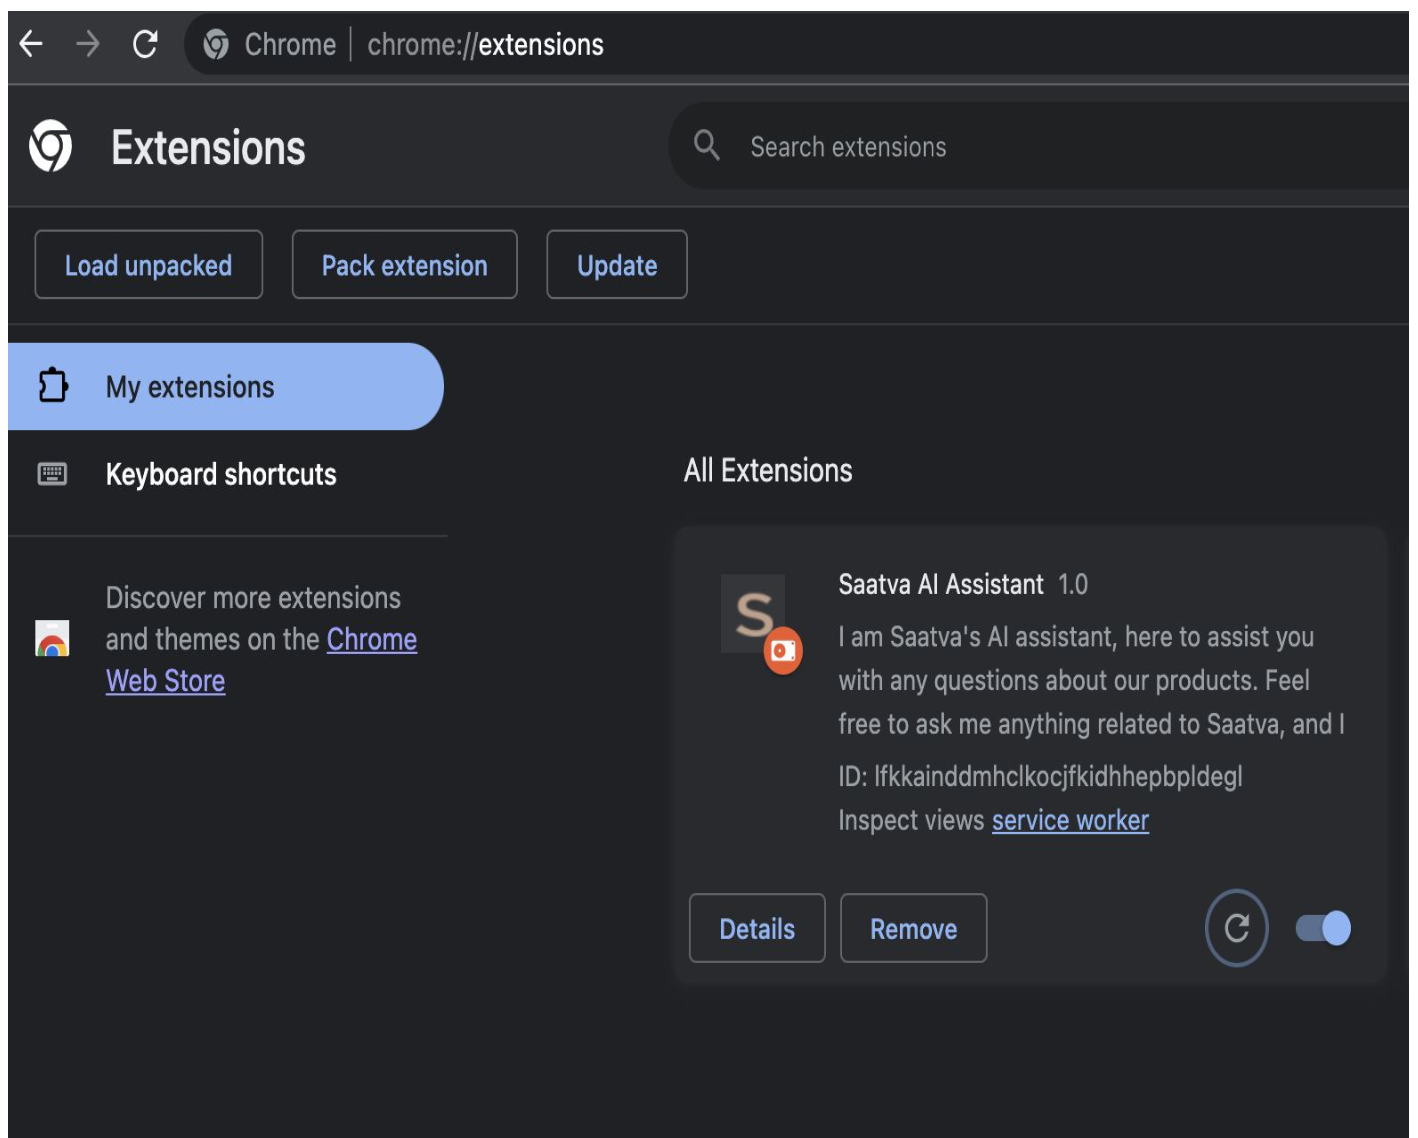 Chrome | chrome://extensions
Extensions
Search extensions
Load unpacked
Pack extension
Update
My extensions
Keyboard shortcuts
Discover more extensions
and themes on the Chrome
Web Store
All Extensions
S
Saatva AI Assistant 1.0
I am Saatva's AI assistant, here to assist you
with any questions about our products. Feel
free to ask me anything related to Saatva, and I
ID: lfkkainddmhclkocjfkidhhepbpldegl
Inspect views service worker
Details
Remove